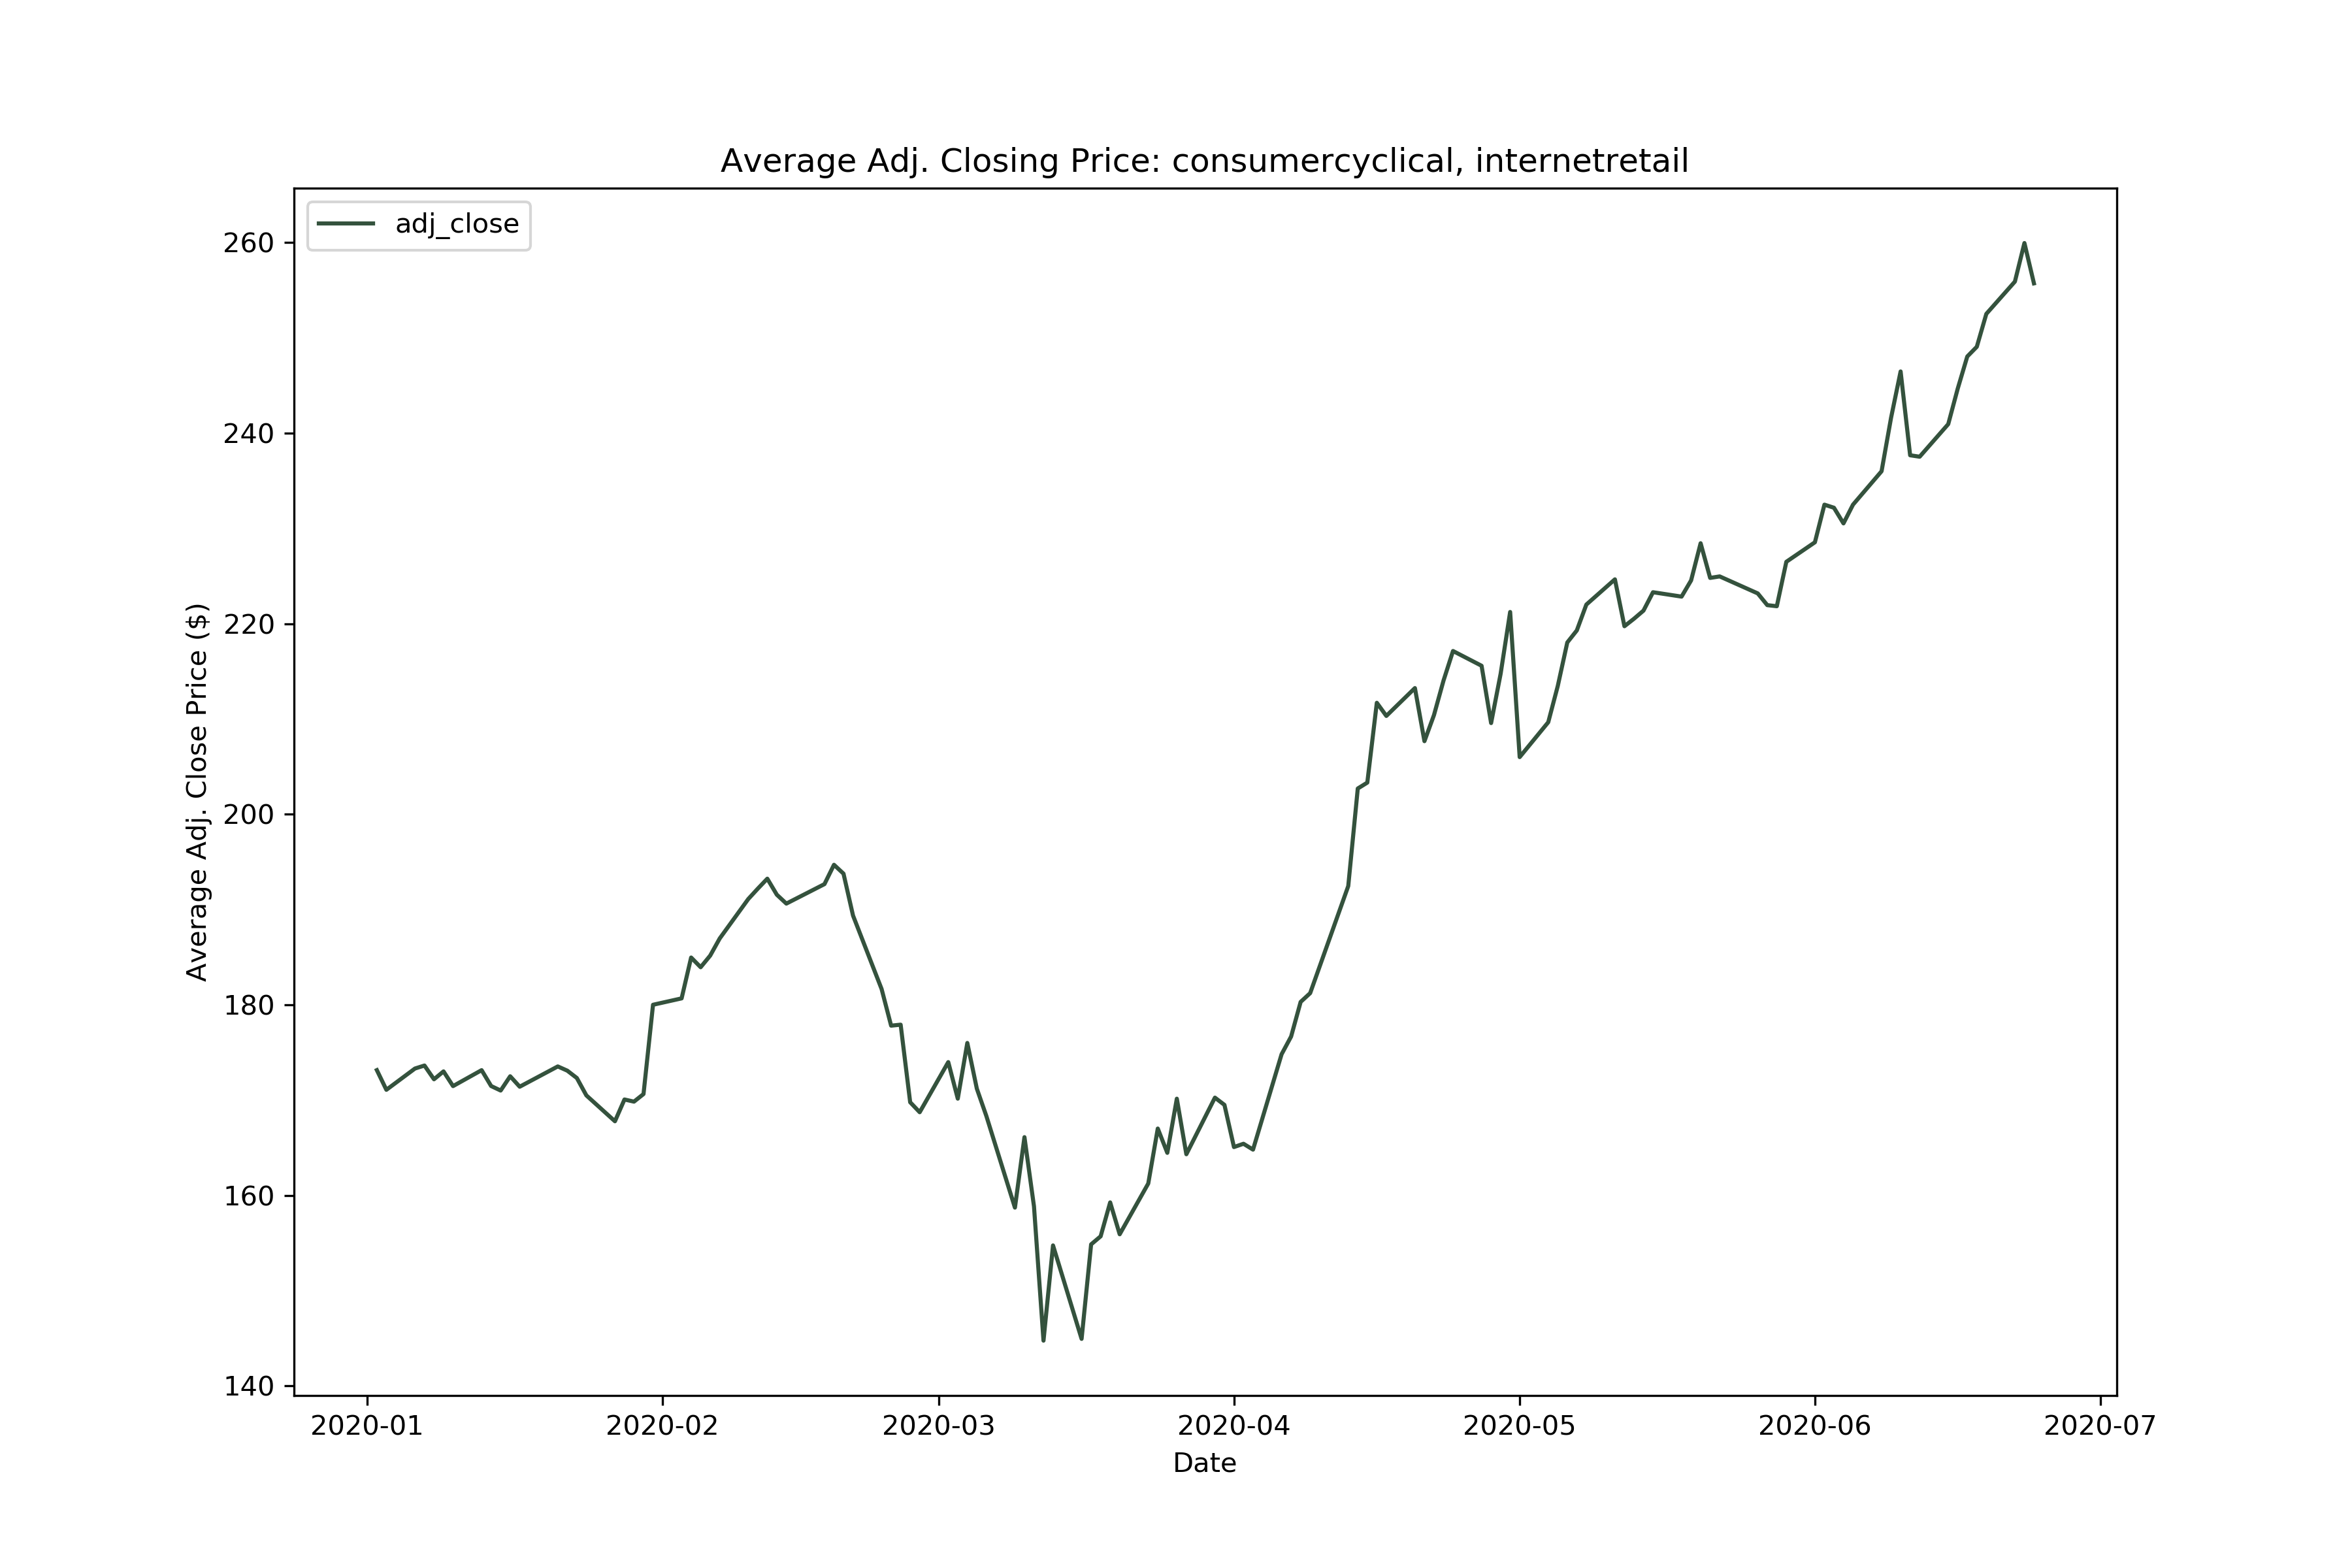 Average Adj. Closing Price: consumercyclical, internetretail
adj_close
Average Adj. Close Price ($)
260
240
220
200
180
160
140
2020-01 2020-02 2020-03 2020-04 2020-05 2020-06 2020-07
Date